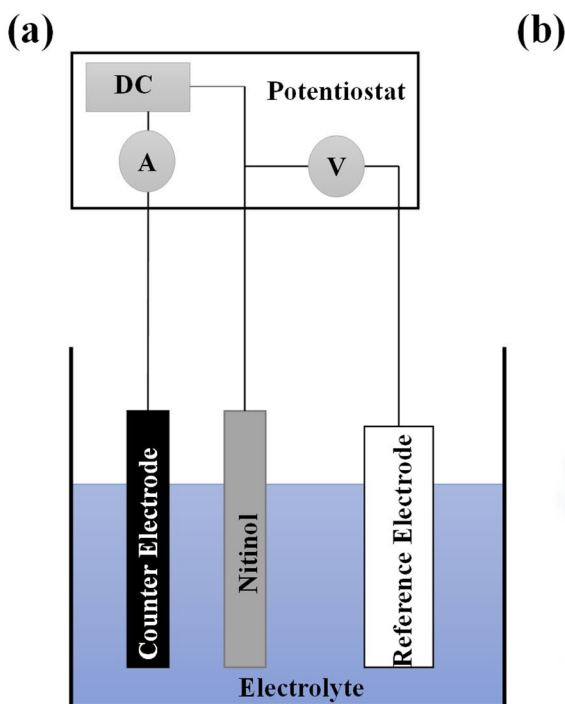 (a)
(b)
DC
Potentiostat
A
V
Counter Electrode
Nitinol
Reference Electrode
Electrolyte